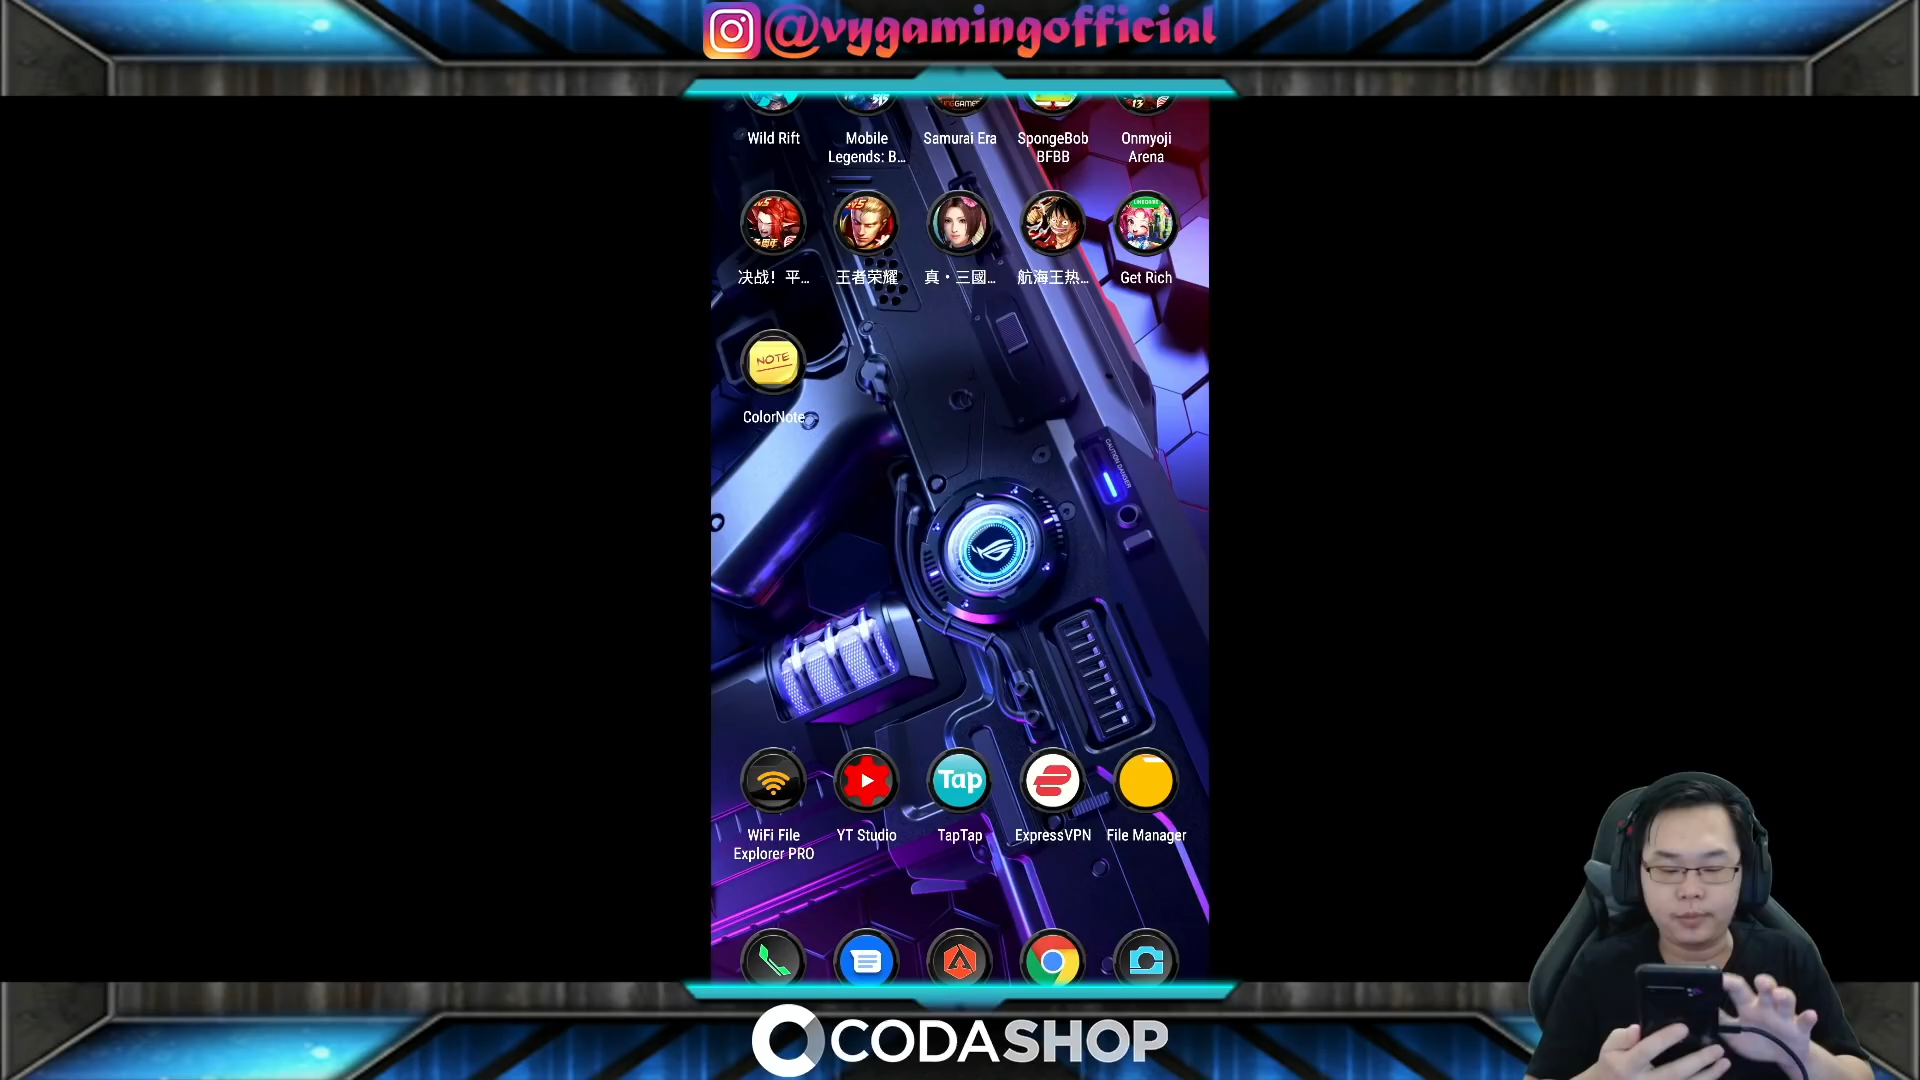 @vygamingofficial
Wild Rift
Mobile
Legends: B...
Samurai Era
SpongeBob
BFBB
Onmyoji
Arena
决战！平...
王者荣耀
真・三國...
航海王热...
Get Rich
NOTE
ColorNote
CAUTION DANGER
Tap
WiFi File
Explorer PRO
YT Studio
TapTap
ExpressVPN
File Manager
CODASHOP